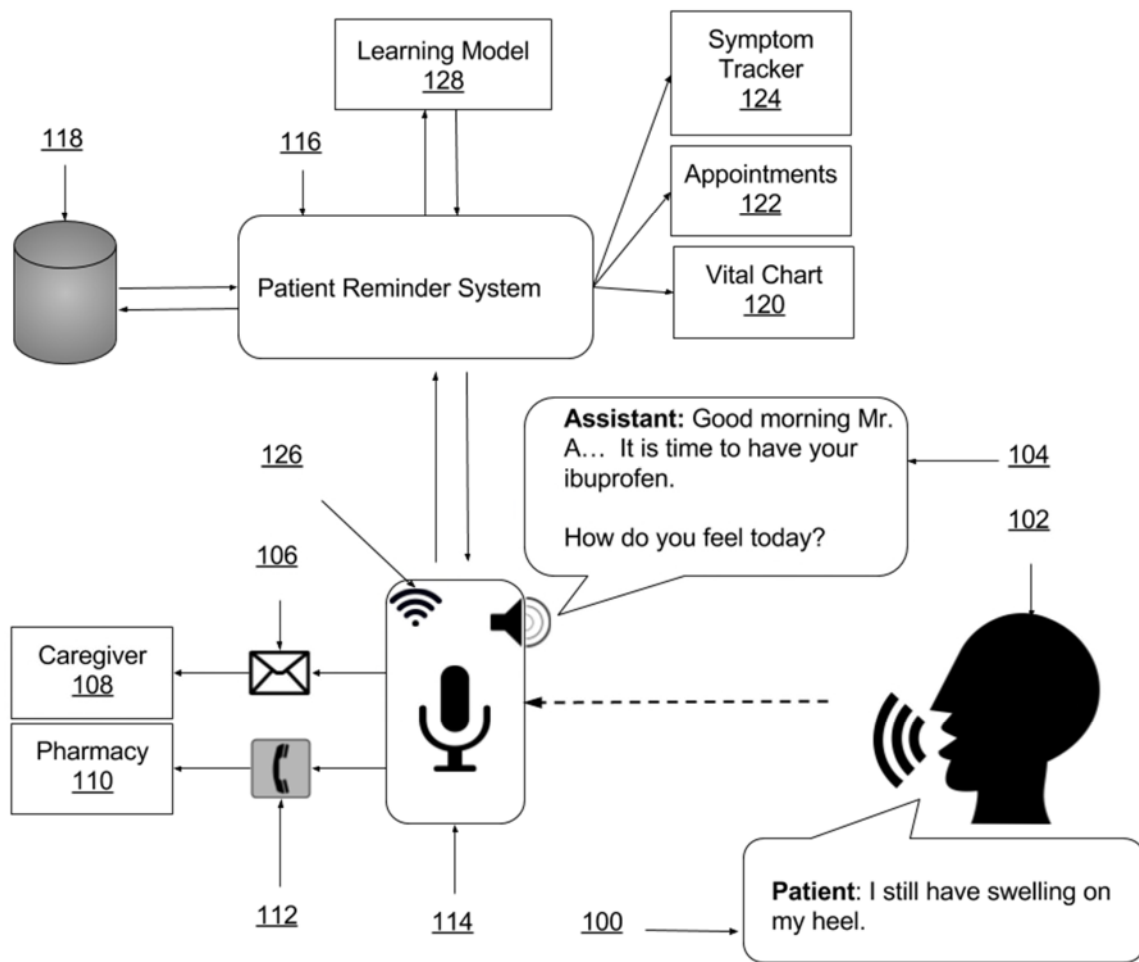 Learning Model
128
Symptom
Tracker
124
118
116
Appointments
122
Patient Reminder System
Vital Chart
120
Assistant: Good morning Mr.
A... It is time to have your
ibuprofen.
How do you feel today?
104
126
102
106
Caregiver
108
Pharmacy
110
Patient: I still have swelling on
my heel.
112
114
100